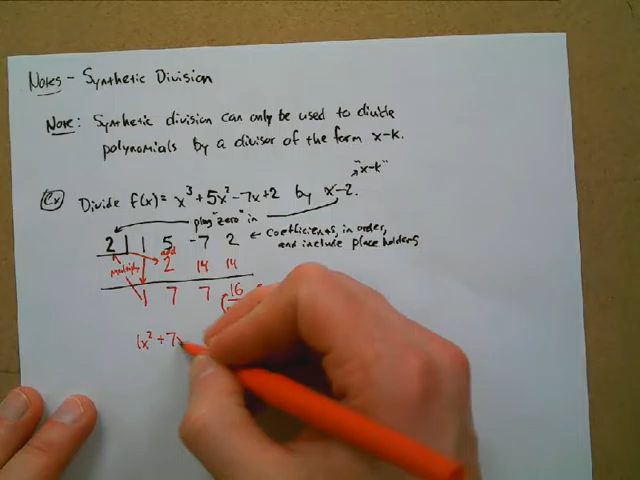 Notes - Synthetic Division
Note: Synthetic division can only be used to divide
polynomials by a divisor of the form x-k.
"x-k"
Ex Divide f(x)= x³+5x²-7x+2 by x-2.
plug "zero" in
2 1 5 -7 2 ← coefficients, in order,
and include place holders
add
multiply 2 14 14
1 7 7 16
1x² + 7x